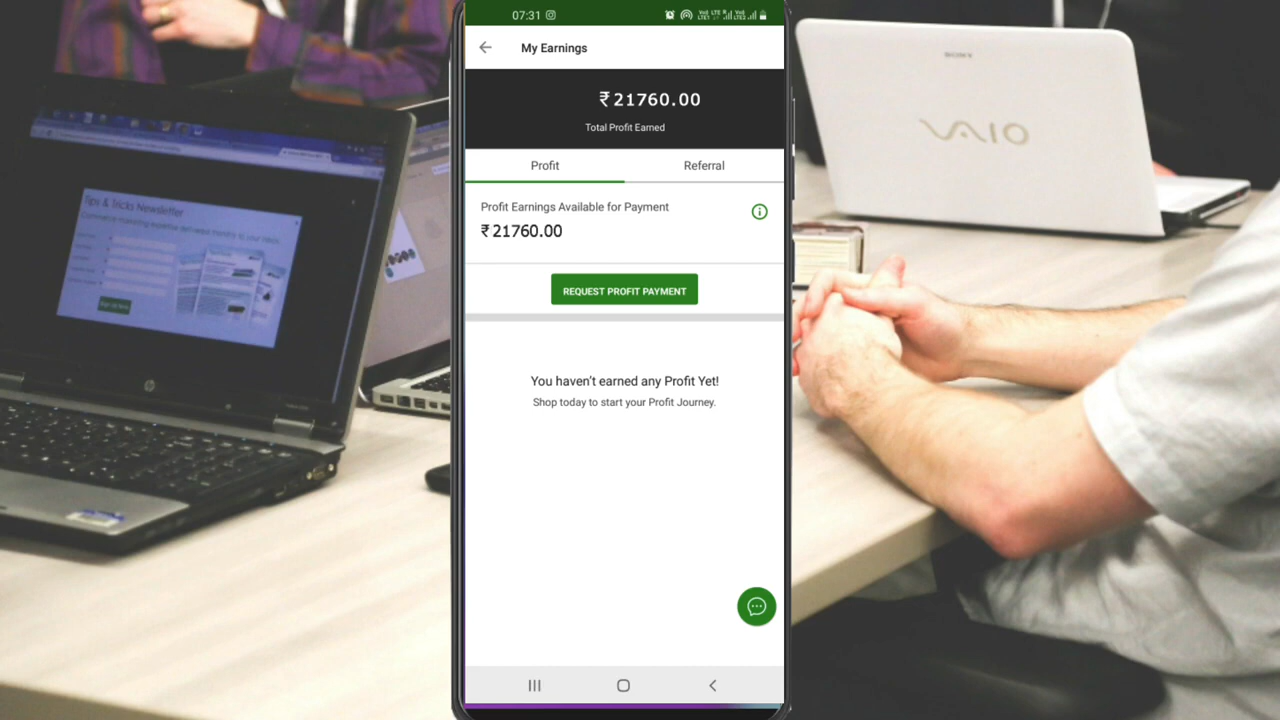 07:31
My Earnings
₹21760.00
Total Profit Earned
Profit
Referral
Profit Earnings Available for Payment
₹21760.00
REQUEST PROFIT PAYMENT
You haven't earned any Profit Yet!
Shop today to start your Profit Journey.
Tips & Tricks Newsletter
hp
SONY
VAIO